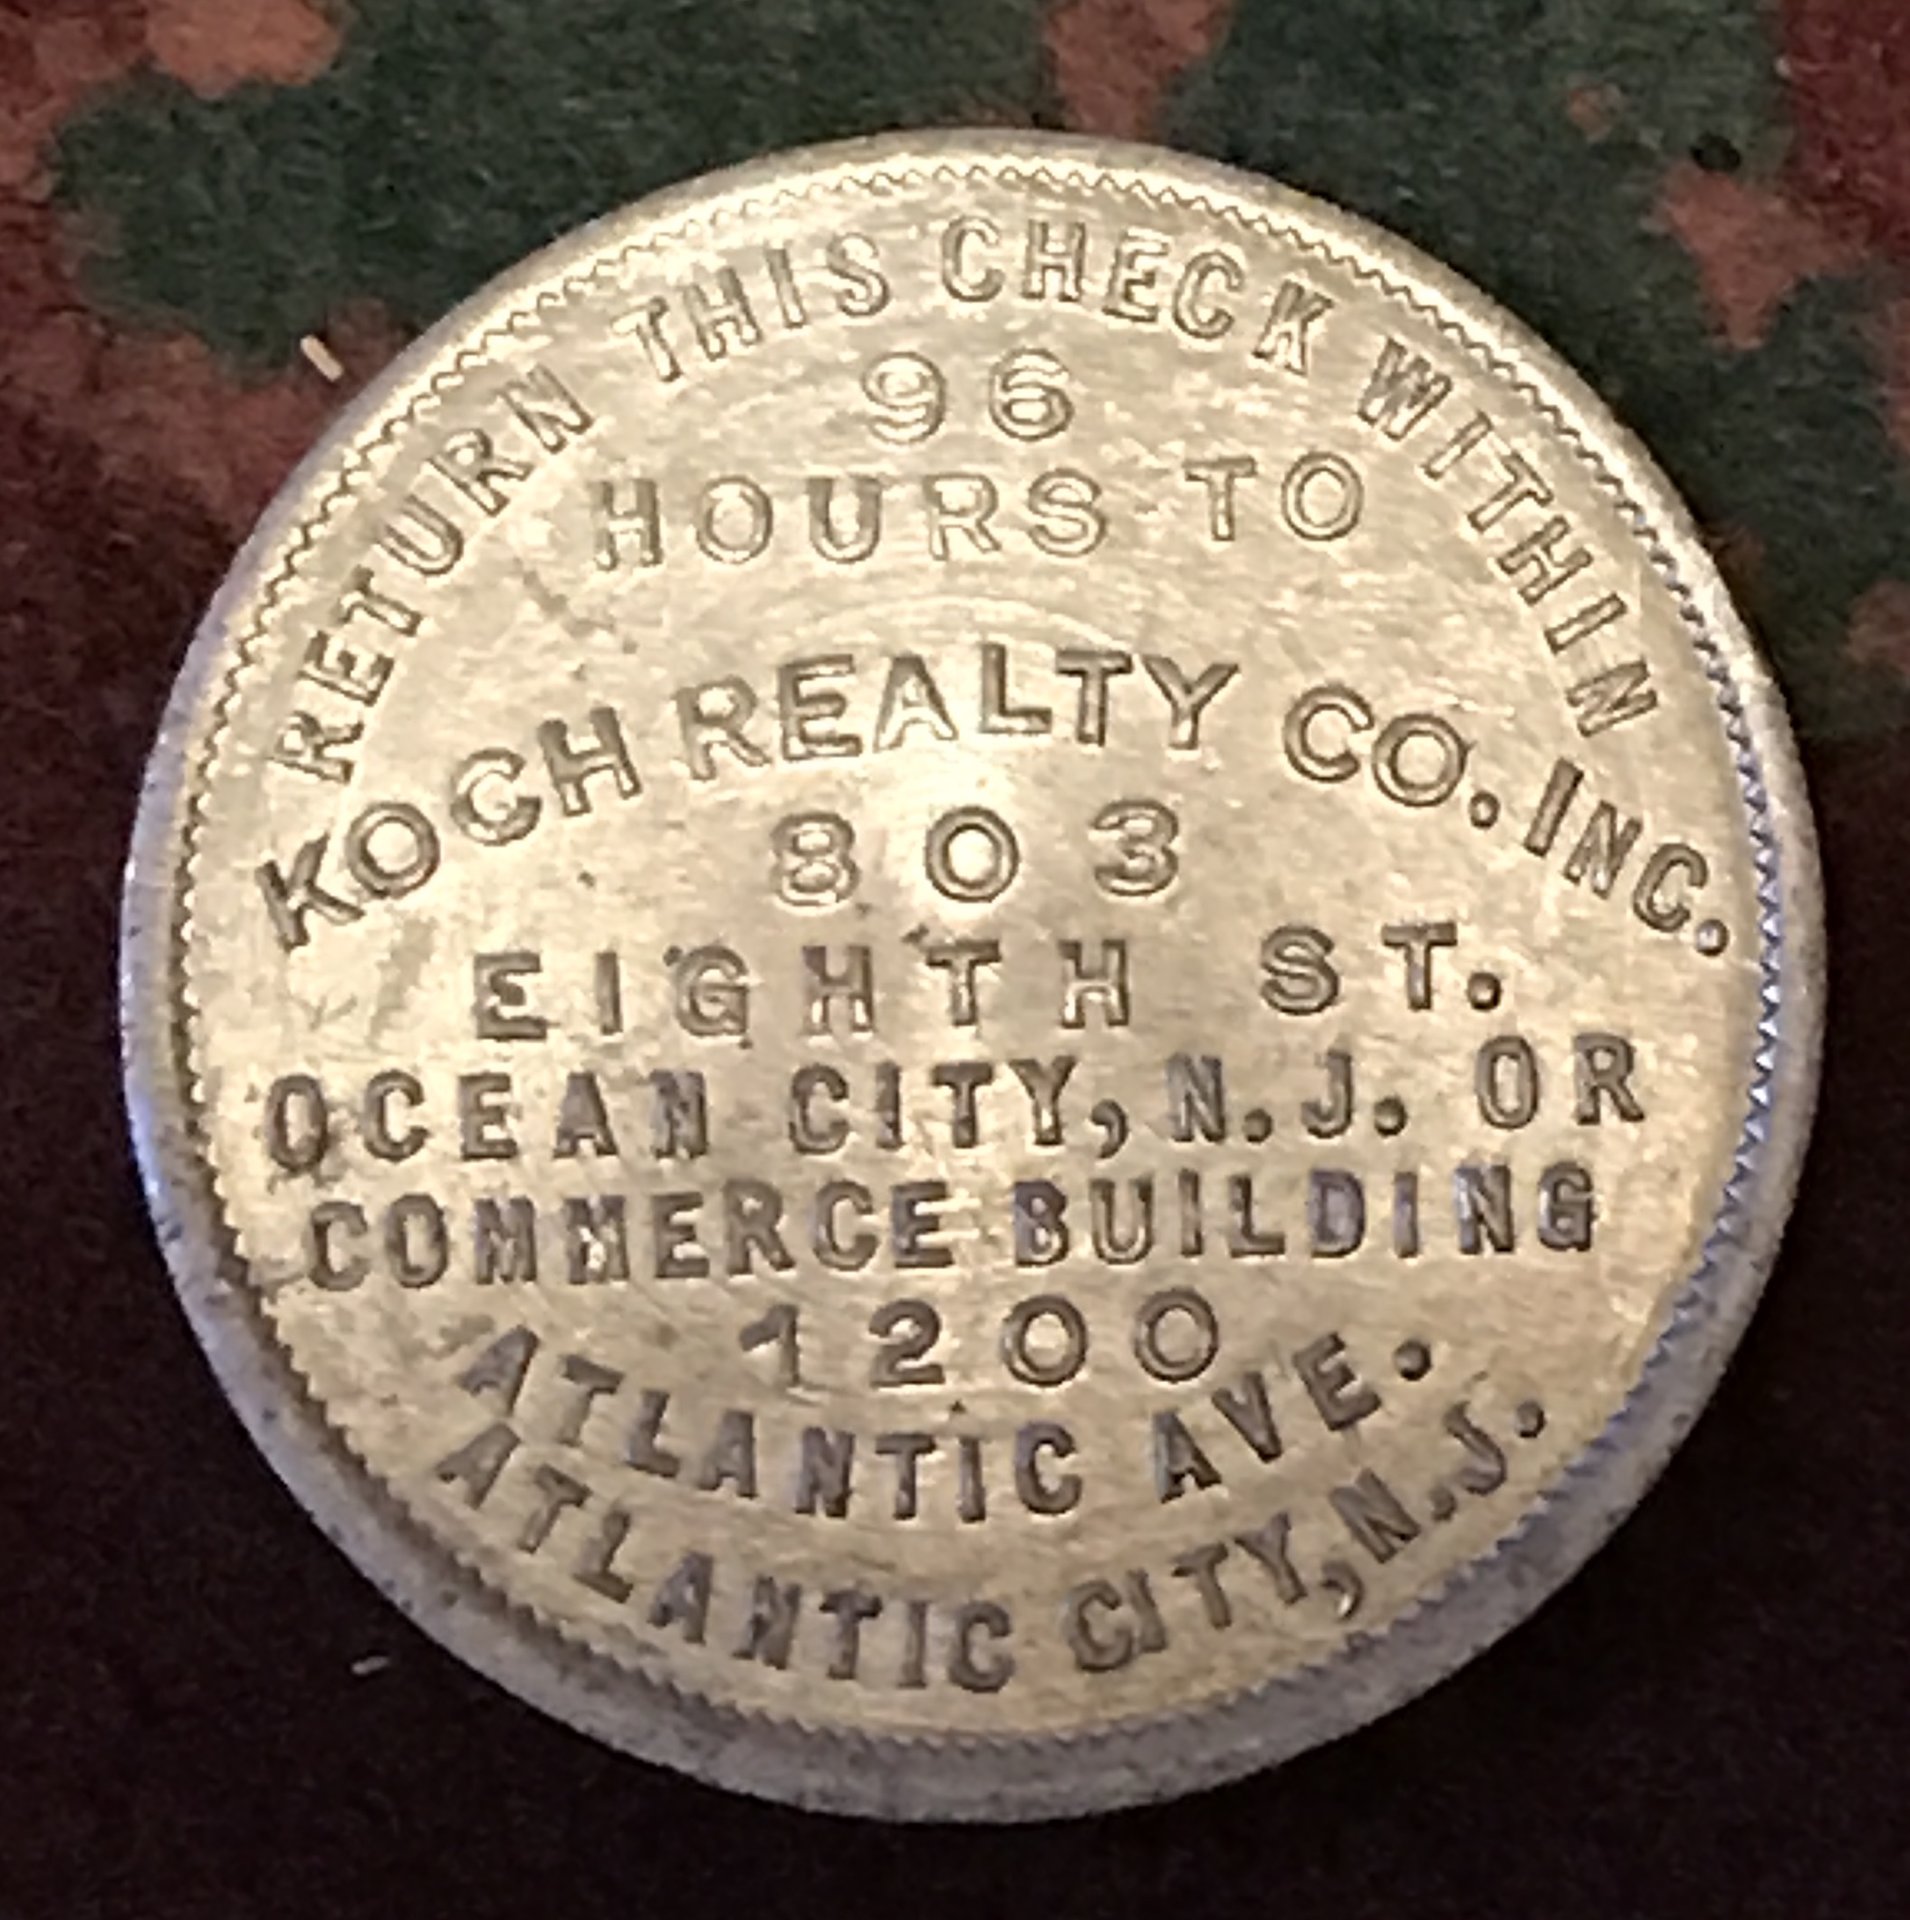 RETURN THIS CHECK WITHIN
96
HOURS TO
KOCH REALTY CO. INC.
803
EIGHTH ST.
OCEAN CITY, N.J. OR
COMMERCE BUILDING
1200
ATLANTIC AVE.
ATLANTIC CITY, N.J.